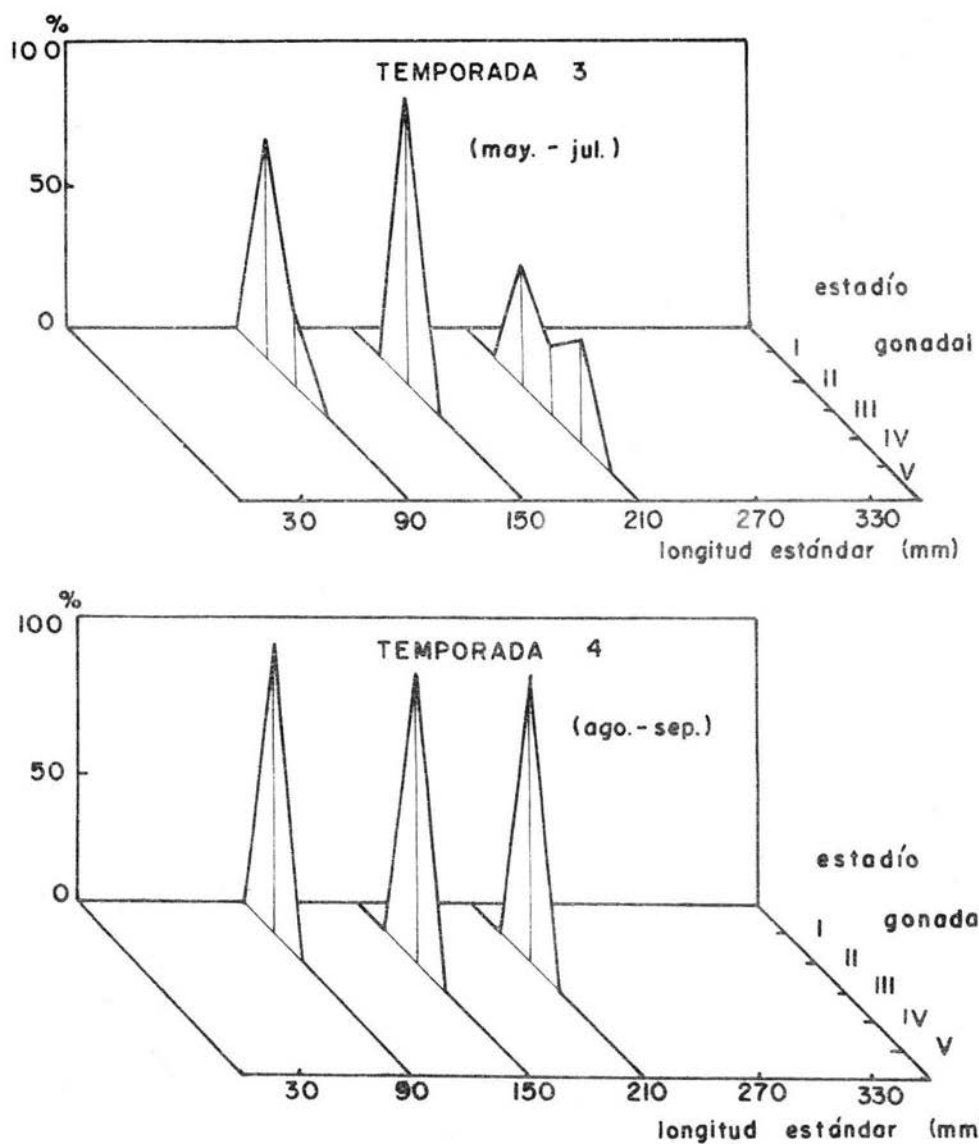 %
100
TEMPORADA 3
(may. - jul.)
50
estadío
0
I gonadal
II
III
IV
V
30 90 150 210 270 330
longitud estándar (mm)
%
100
TEMPORADA 4
(ago.- sep.)
50
estadío
0
gonada
I
II
III
IV
V
30 90 150 210 270 330
longitud estándar (mm